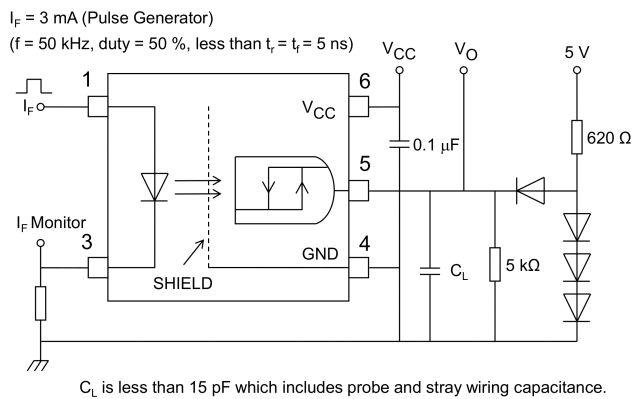 I_F = 3 mA (Pulse Generator)
(f = 50 kHz, duty = 50 %, less than t_r = t_f = 5 ns)
V_CC
V_O
5 V
1
6
I_F
V_CC
0.1 μF
620 Ω
5
I_F Monitor
3
GND
4
SHIELD
C_L
5 kΩ
C_L is less than 15 pF which includes probe and stray wiring capacitance.